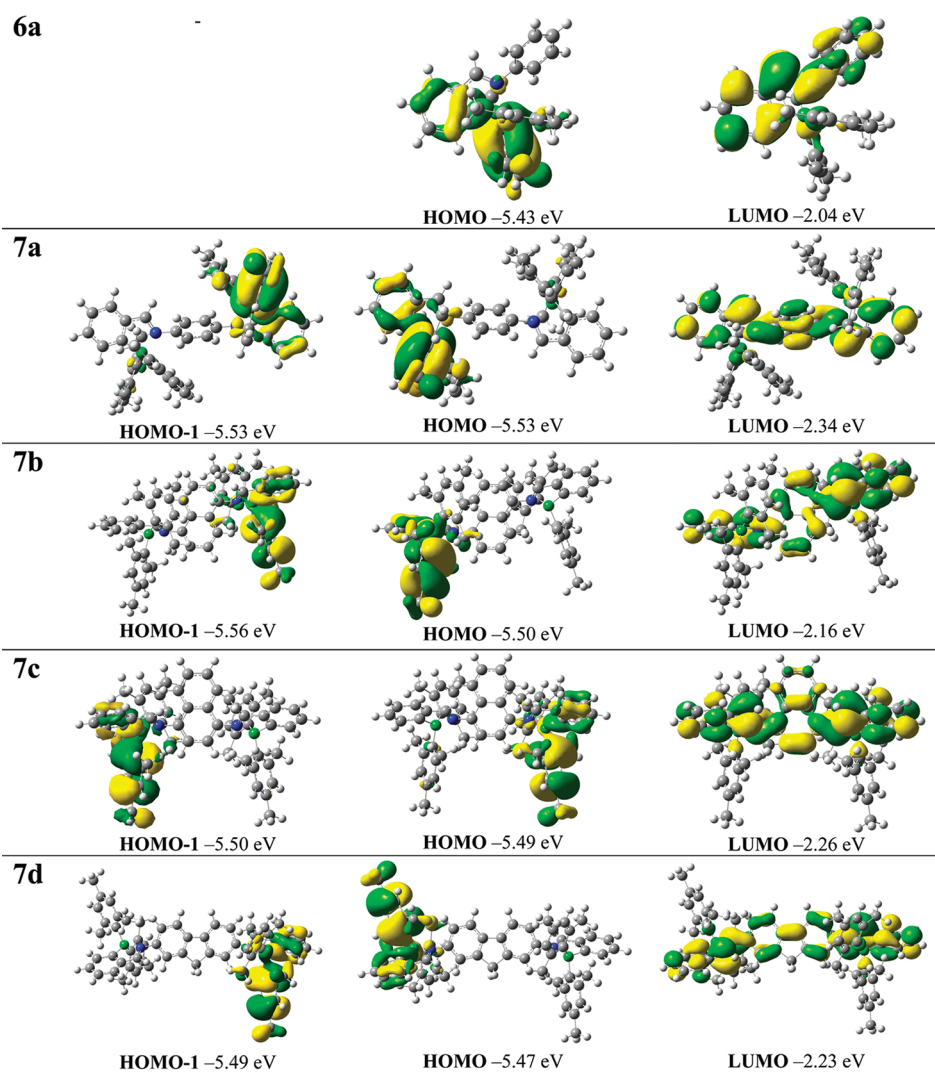 6a
-
HOMO –5.43 eV
LUMO –2.04 eV
7a
HOMO-1 –5.53 eV
HOMO –5.53 eV
LUMO –2.34 eV
7b
HOMO-1 –5.56 eV
HOMO –5.50 eV
LUMO –2.16 eV
7c
HOMO-1 –5.50 eV
HOMO –5.49 eV
LUMO –2.26 eV
7d
HOMO-1 –5.49 eV
HOMO –5.47 eV
LUMO –2.23 eV